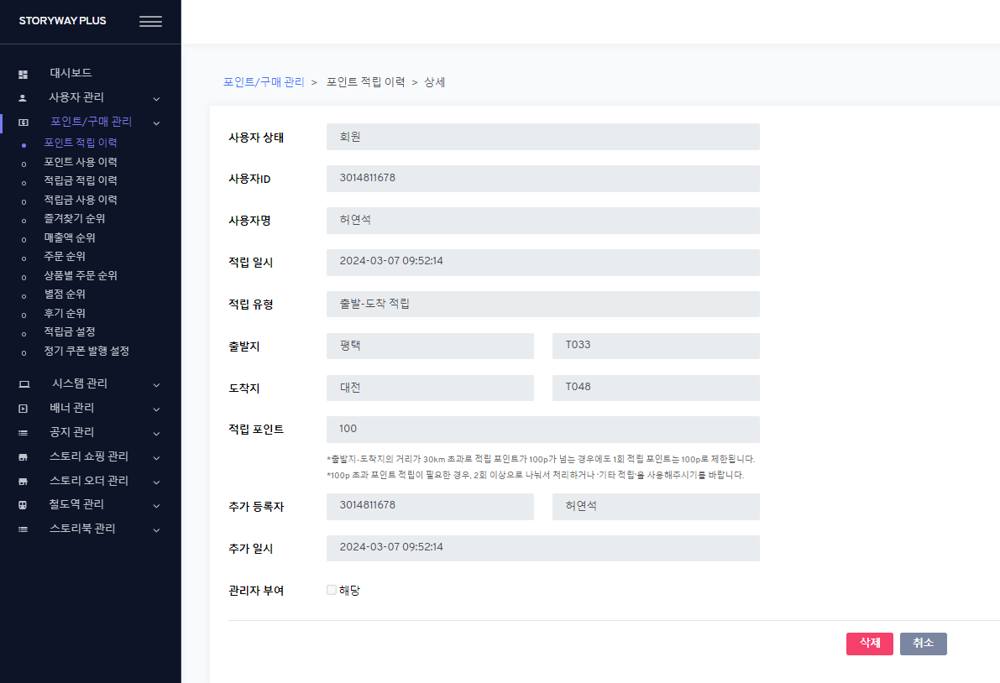 STORYWAY PLUS
대시보드
사용자 관리
포인트/구매 관리
포인트 적립 이력
포인트 사용 이력
적립금 적립 이력
적립금 사용 이력
즐겨찾기 순위
매출액 순위
주문 순위
상품별 주문 순위
별점 순위
후기 순위
적립금 설정
정기 쿠폰 발행 설정
시스템 관리
배너 관리
공지 관리
스토리 쇼핑 관리
스토리 오더 관리
철도역 관리
스토리북 관리
포인트/구매 관리 > 포인트 적립 이력 > 상세
사용자 상태 회원
사용자ID 3014811678
사용자명 허연석
적립 일시 2024-03-07 09:52:14
적립 유형 출발-도착 적립
출발지 평택 T033
도착지 대전 T048
적립 포인트 100
*출발지-도착지의 거리가 30km 초과로 적립 포인트가 100p가 넘는 경우에도 1회 적립 포인트는 100p로 제한됩니다.
*100p 초과 포인트 적립이 필요한 경우, 2회 이상으로 나눠서 처리하거나 '기타 적립'을 사용해주시기를 바랍니다.
추가 등록자 3014811678 허연석
추가 일시 2024-03-07 09:52:14
관리자 부여 해당
삭제 취소